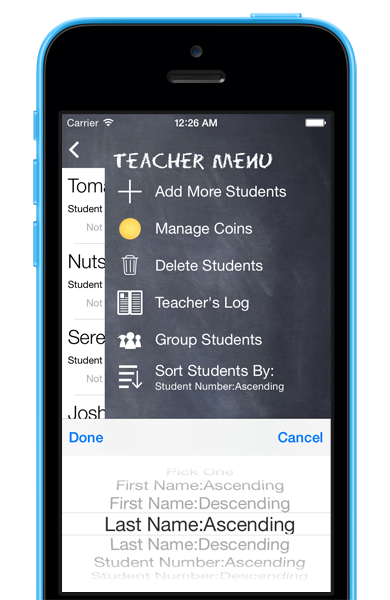 Carrier 12:26 AM
TEACHER MENU
Toma
Student
Not
Add More Students
Manage Coins
Nuts
Student
Not
Delete Students
Teacher's Log
Sere
Student
Not
Group Students
Sort Students By:
Student Number:Ascending
Josh
Done Cancel
Pick One
First Name:Ascending
First Name:Descending
Last Name:Ascending
Last Name:Descending
Student Number:Ascending
Student Number:Descending